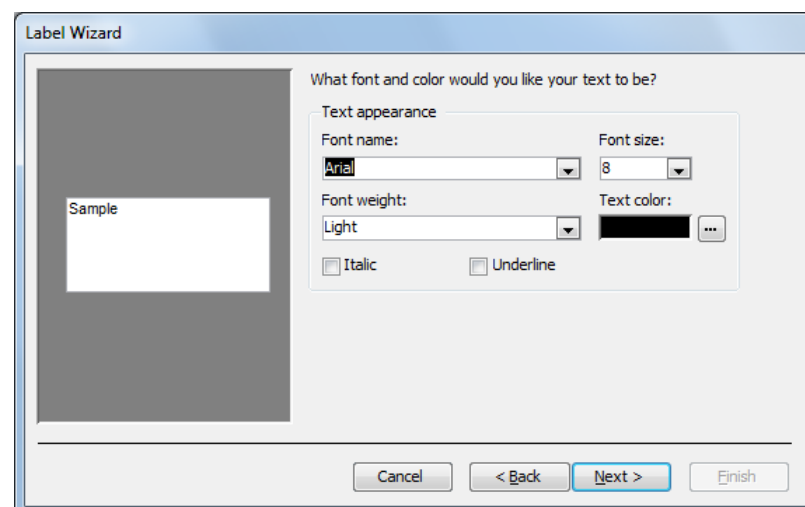 Label Wizard
What font and color would you like your text to be?
Text appearance
Font name: Font size:
Arial 8
Sample
Font weight: Text color:
Light ...
Italic Underline
Cancel < Back Next > Finish